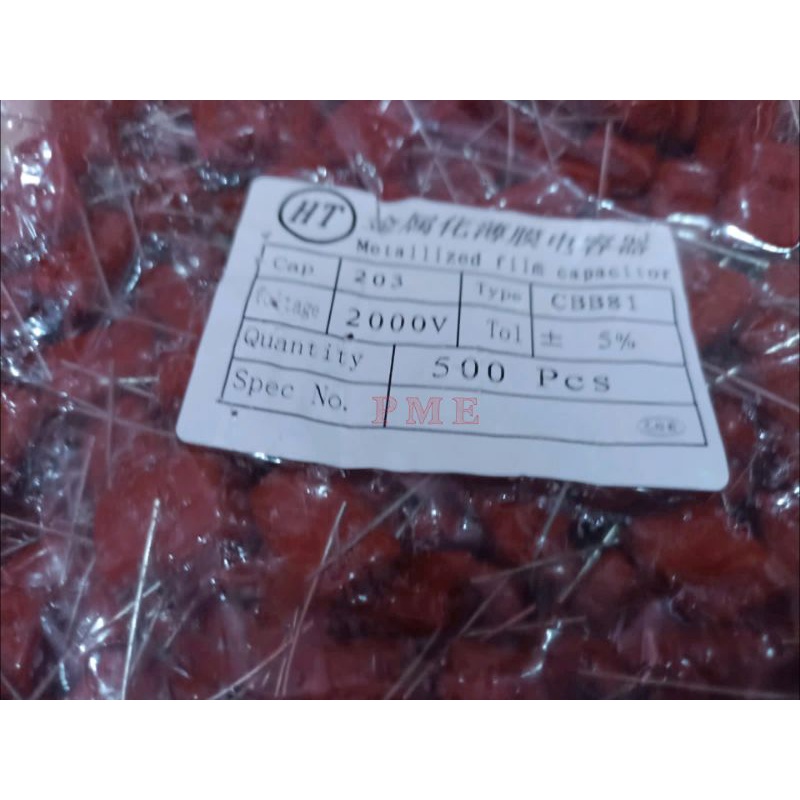 HT 金属化薄膜电容器
Metallized film capacitor
Cap 203 Type CBB81
Voltage 2000V Tol ± 5%
Quantity 500 Pcs
Spec No.
PME